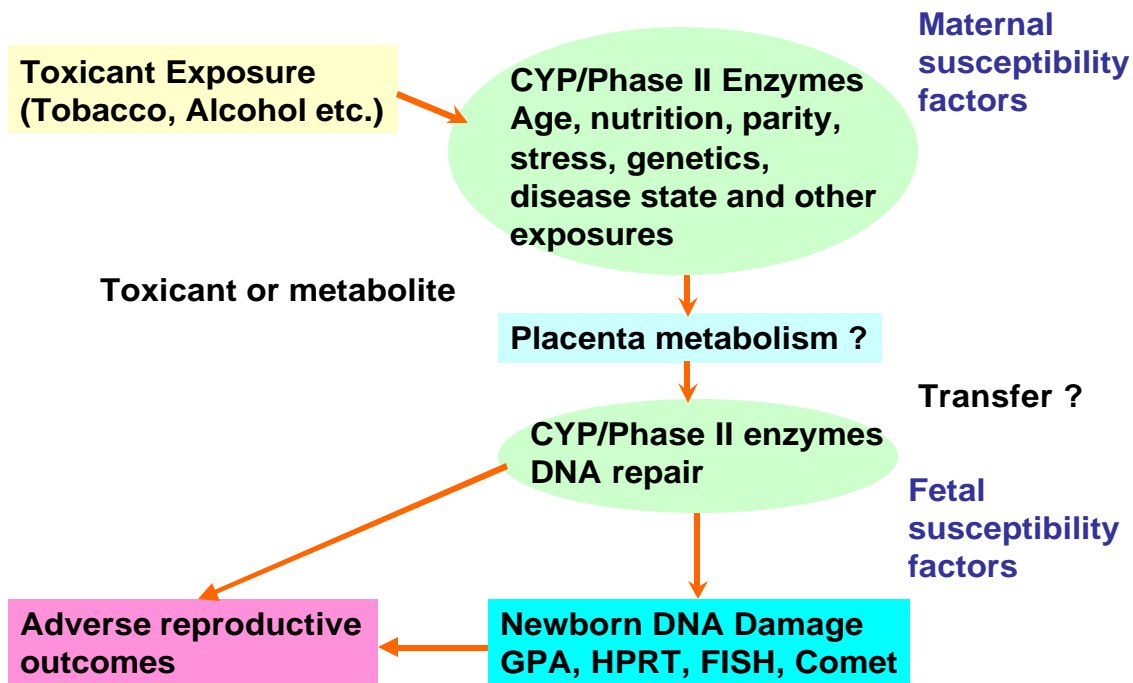 Toxicant Exposure
(Tobacco, Alcohol etc.)
CYP/Phase II Enzymes
Age, nutrition, parity,
stress, genetics,
disease state and other
exposures
Maternal
susceptibility
factors
Toxicant or metabolite
Placenta metabolism ?
Transfer ?
CYP/Phase II enzymes
DNA repair
Fetal
susceptibility
factors
Adverse reproductive
outcomes
Newborn DNA Damage
GPA, HPRT, FISH, Comet